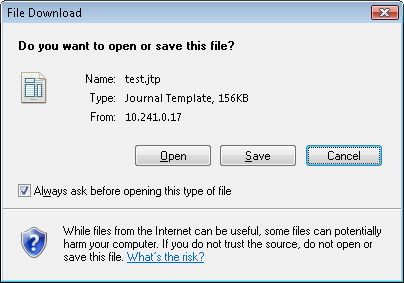 File Download
Do you want to open or save this file?
Name: test.jtp
Type: Journal Template, 156KB
From: 10.241.0.17
Open Save Cancel
Always ask before opening this type of file
While files from the Internet can be useful, some files can potentially
harm your computer. If you do not trust the source, do not open or
save this file. What's the risk?